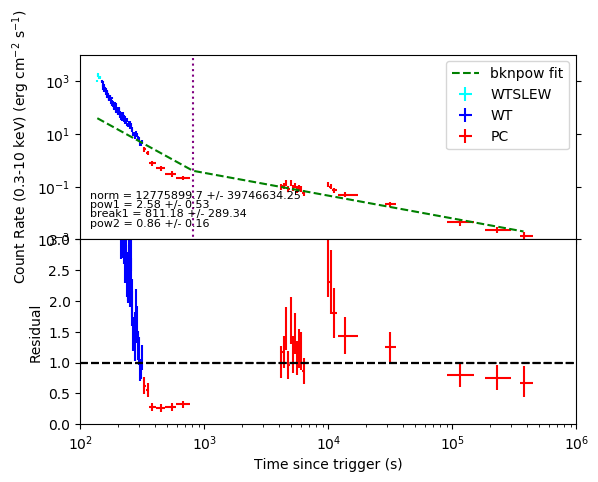 Count Rate (0.3-10 keV) (erg cm⁻² s⁻¹)
10³
10¹
10⁻¹
10⁻³
bknpow fit
WTSLEW
WT
PC
norm = 12775899.7 +/- 39746634.25
pow1 = 2.58 +/- 0.53
break1 = 811.18 +/- 289.34
pow2 = 0.86 +/- 0.16
Residual
3.0
2.5
2.0
1.5
1.0
0.5
0.0
10² 10³ 10⁴ 10⁵ 10⁶
Time since trigger (s)